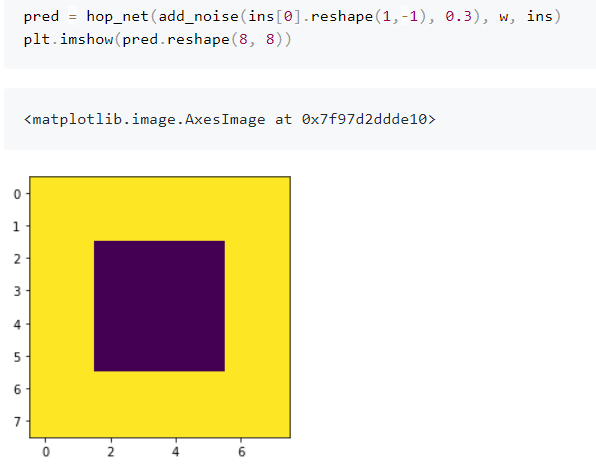 pred = hop_net(add_noise(ins[0].reshape(1,-1), 0.3), w, ins)
plt.imshow(pred.reshape(8, 8))
<matplotlib.image.AxesImage at 0x7f97d2ddde10>
0
1
2
3
4
5
6
7
0 2 4 6